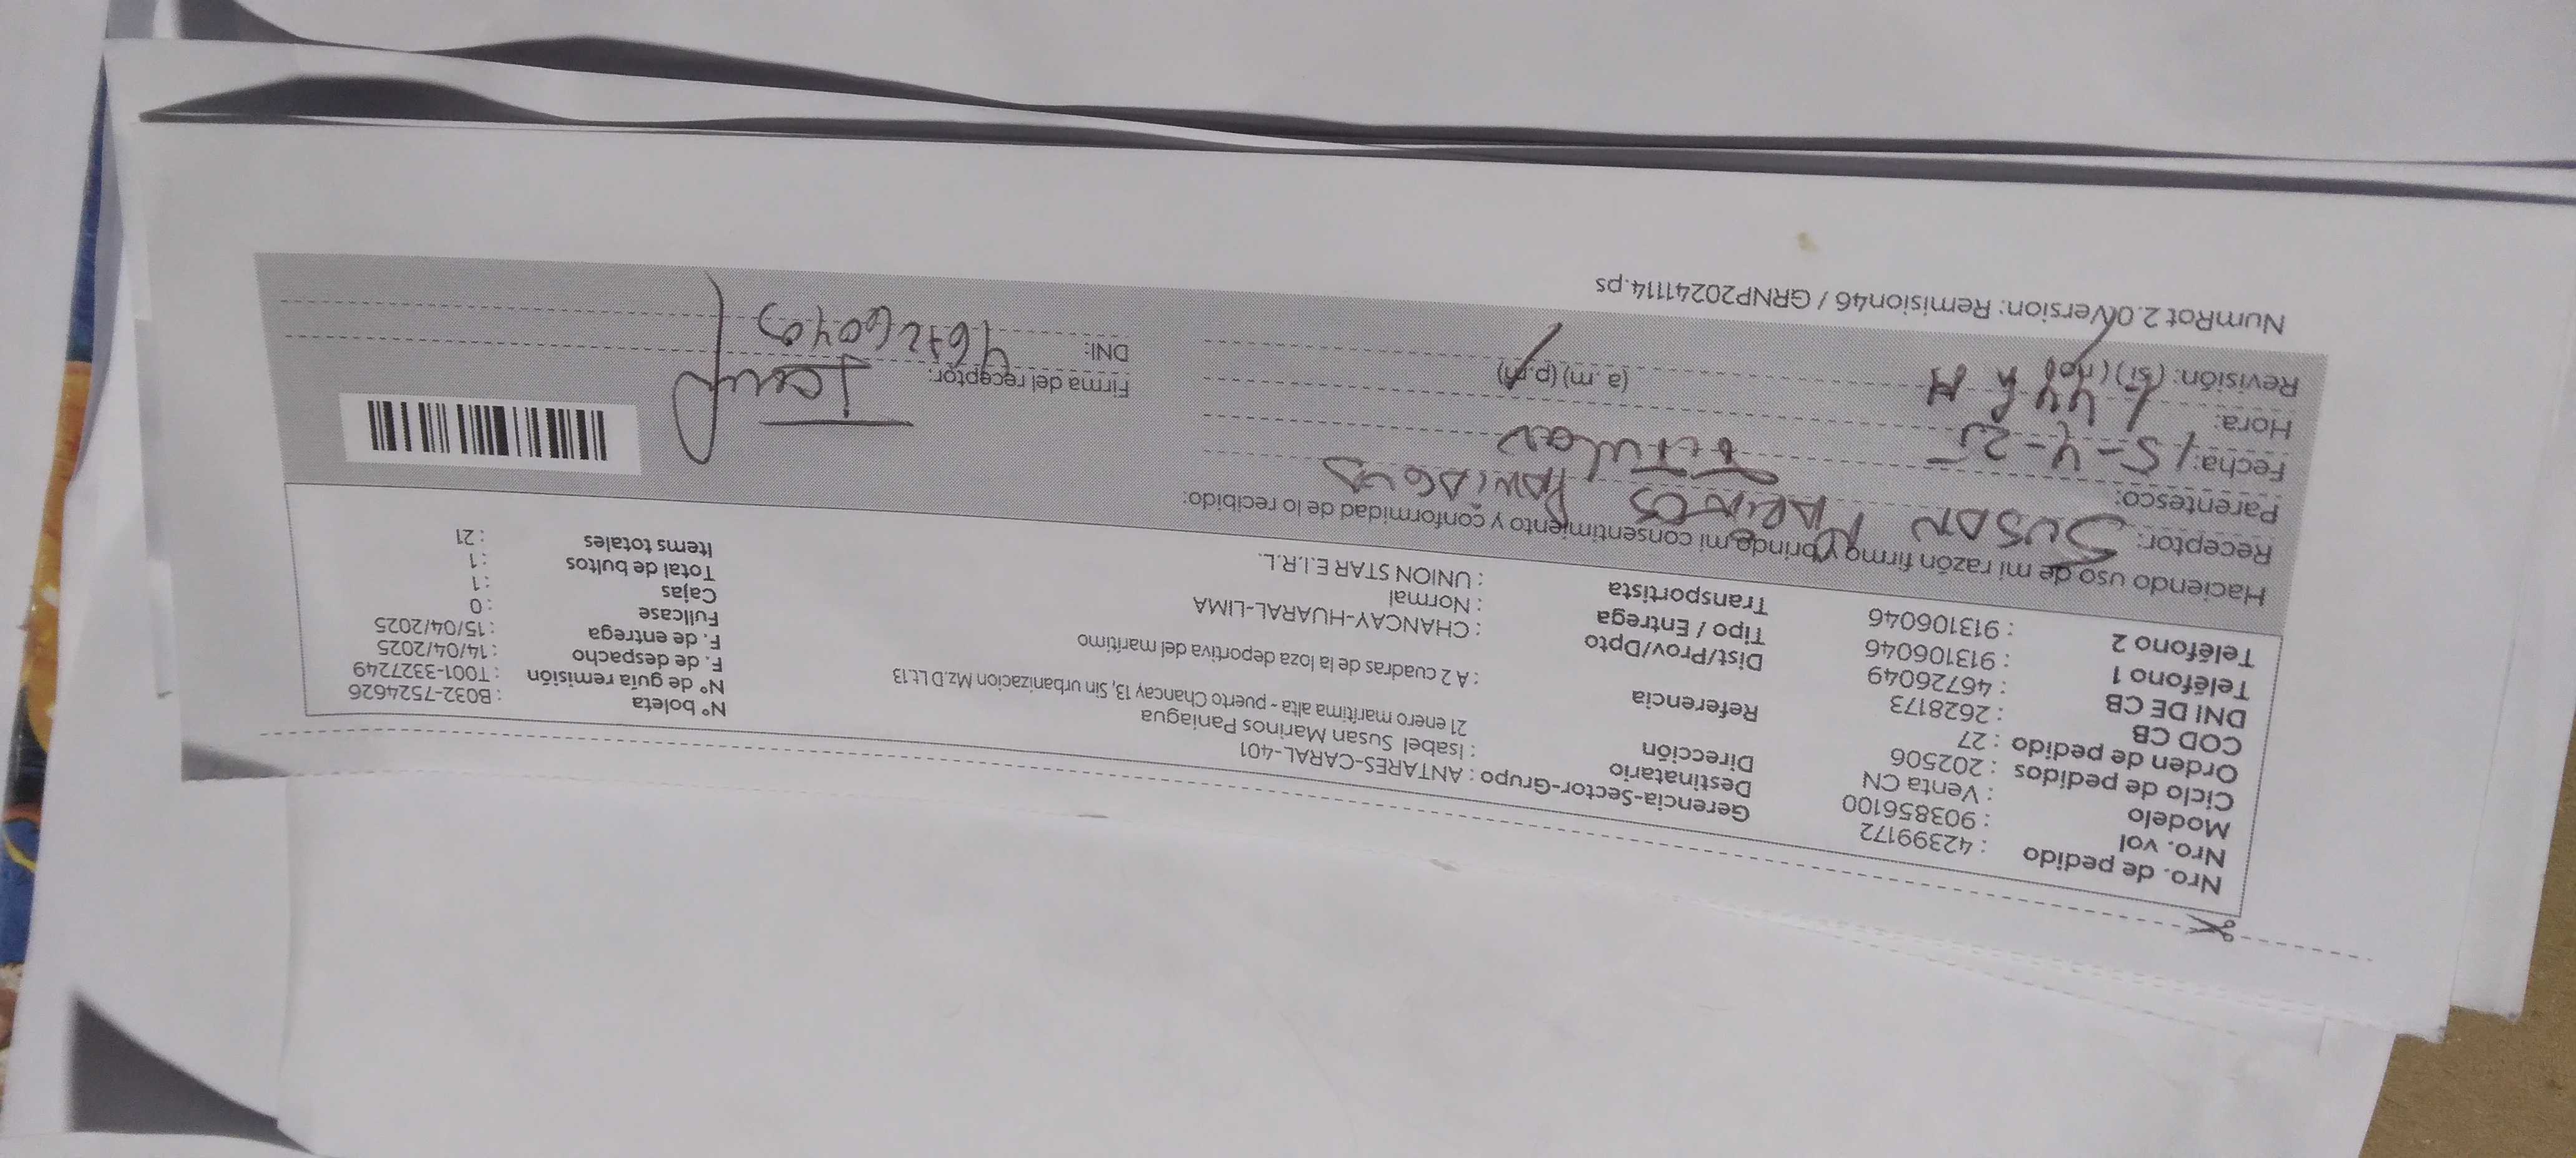 Nro. de pedido : 42399172
Nro. vol : 903856100
Modelo : Venta CN
Ciclo de pedidos : 202506
Orden de pedido : 27
COD CB : 2628173
DNI DE CB : 46726049
Teléfono 1 : 913106046
Teléfono 2 : 913106046
Gerencia-Sector-Grupo : ANTARES-CARAL-401
Destinatario : Isabel Susan Marinos Paniagua
Dirección 21 enero marítima alta - puerto Chancay 13, Sin urbanizacion Mz.D Lt.13
Referencia : A 2 cuadras de la loza deportiva del marítimo
Dist/Prov/Dpto : CHANCAY-HUARAL-LIMA
Tipo / Entrega : Normal
Transportista : UNION STAR E.I.R.L.
N° boleta : B032-7524626
N° de guía remisión : T001-3327249
F. de despacho : 14/04/2025
F. de entrega : 15/04/2025
Fullcase : 0
Cajas : 1
Total de bultos : 1
Items totales : 21
Haciendo uso de mi razón firmo y brinde mi consentimiento y conformidad de lo recibido:
Receptor: SUSAN MARINOS PANIAGUA
Parentesco: titular
Fecha: 15-4-25
Hora: (a.m) (p.m)
Revisión: (si) (no)
Firma del receptor:
DNI:
NumRot 2.0/Version: Remision46 / GRNP20241114.ps